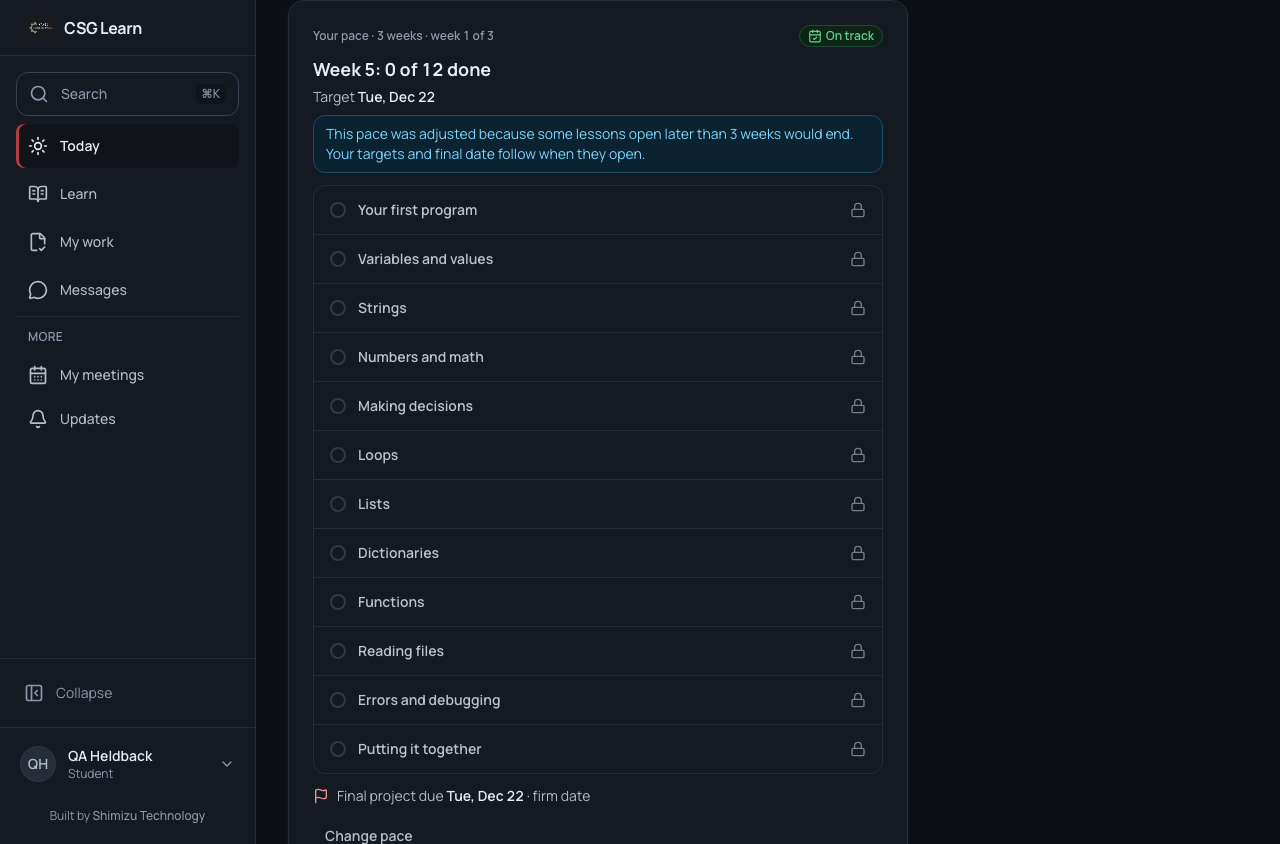 CSG Learn
Search
⌘K
Today
Learn
My work
Messages
MORE
My meetings
Updates
Collapse
QH
QA Heldback
Student
Built by Shimizu Technology
Your pace · 3 weeks · week 1 of 3
On track
Week 5: 0 of 12 done
Target Tue, Dec 22
This pace was adjusted because some lessons open later than 3 weeks would end.
Your targets and final date follow when they open.
Your first program
Variables and values
Strings
Numbers and math
Making decisions
Loops
Lists
Dictionaries
Functions
Reading files
Errors and debugging
Putting it together
Final project due Tue, Dec 22 · firm date
Change pace